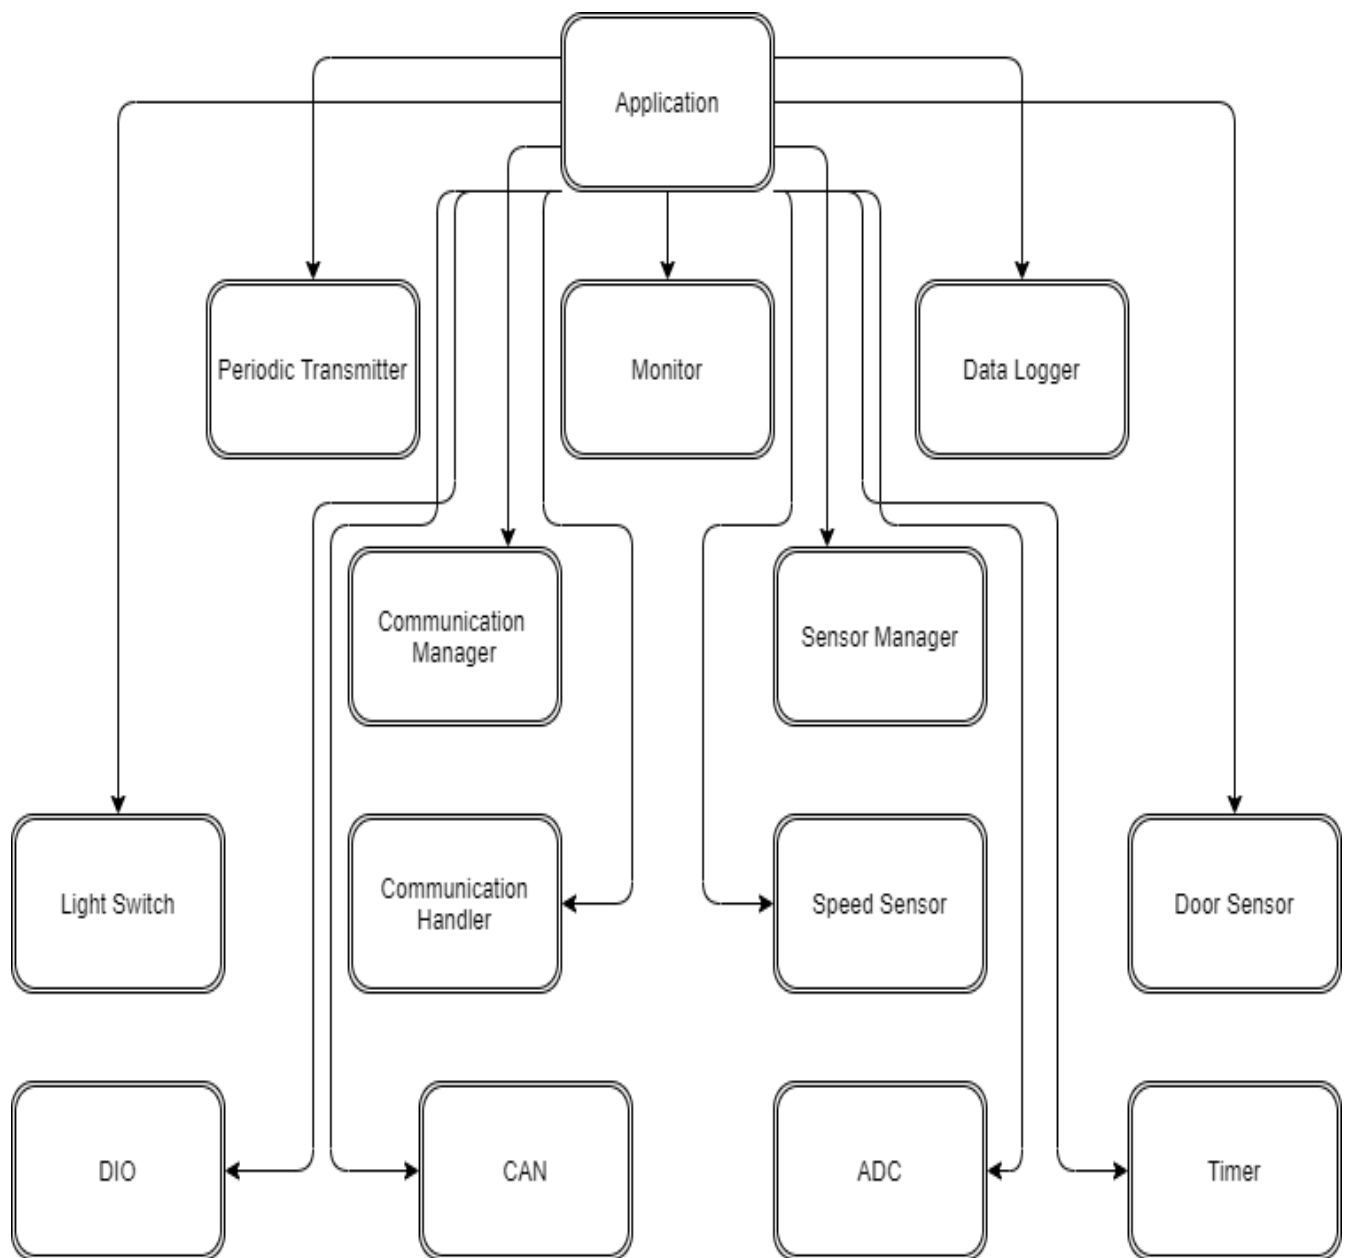 Application
Periodic Transmitter
Monitor
Data Logger
Communication
Manager
Sensor Manager
Light Switch
Communication
Handler
Speed Sensor
Door Sensor
DIO
CAN
ADC
Timer